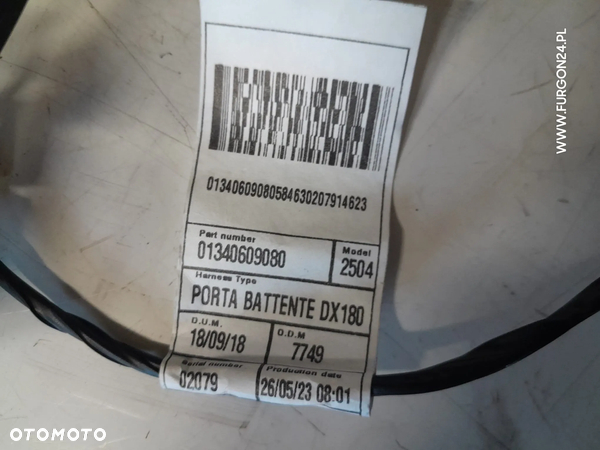 WWW.FURGON24.PL
01340609080584630207914623
Part number
01340609080
Model
2504
Harness Type
PORTA BATTENTE DX180
D.U.M.
18/09/18
O.D.M
7749
Serial number
02079
Production date
26/05/23 08:01
OTOMOTO